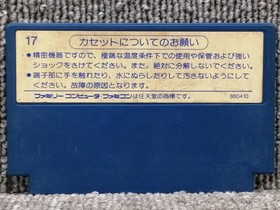 17
カセットについてのお願い
●精密機器ですので、極端な温度条件下での使用や保管および強い
ショックをさけてください。また、絶対に分解しないでください。
●端子部に手を触れたり、水にぬらしたりして汚さないようにして
ください。故障の原因となります。
ファミリー コンピュータ ファミコンは任天堂の商標です。
860410